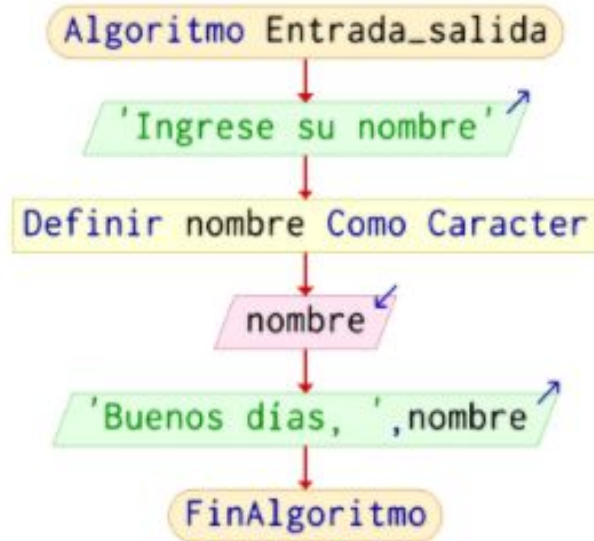 Algoritmo Entrada_salida
'Ingrese su nombre'
Definir nombre Como Caracter
nombre
'Buenos días, ',nombre
FinAlgoritmo